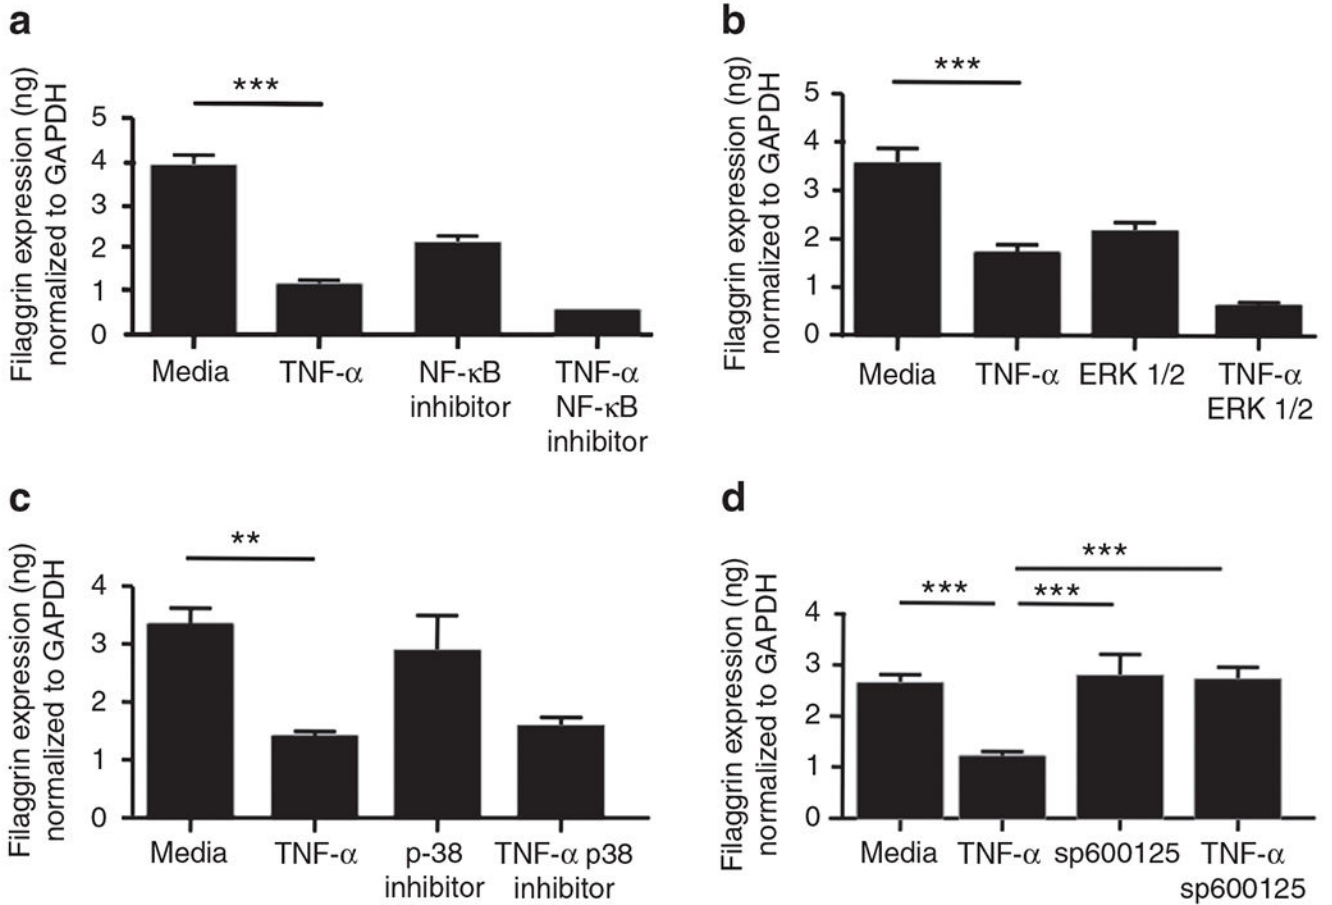 a
Filaggrin expression (ng)
normalized to GAPDH
***
5
4
3
2
1
0
Media
TNF-α
NF-κB
inhibitor
TNF-α
NF-κB
inhibitor
b
Filaggrin expression (ng)
normalized to GAPDH
***
5
4
3
2
1
0
Media
TNF-α
ERK 1/2
TNF-α
ERK 1/2
c
Filaggrin expression (ng)
normalized to GAPDH
**
4
3
2
1
0
Media
TNF-α
p-38
inhibitor
TNF-α p38
inhibitor
d
Filaggrin expression (ng)
normalized to GAPDH
***
***
***
4
3
2
1
0
Media
TNF-α
sp600125
TNF-α
sp600125